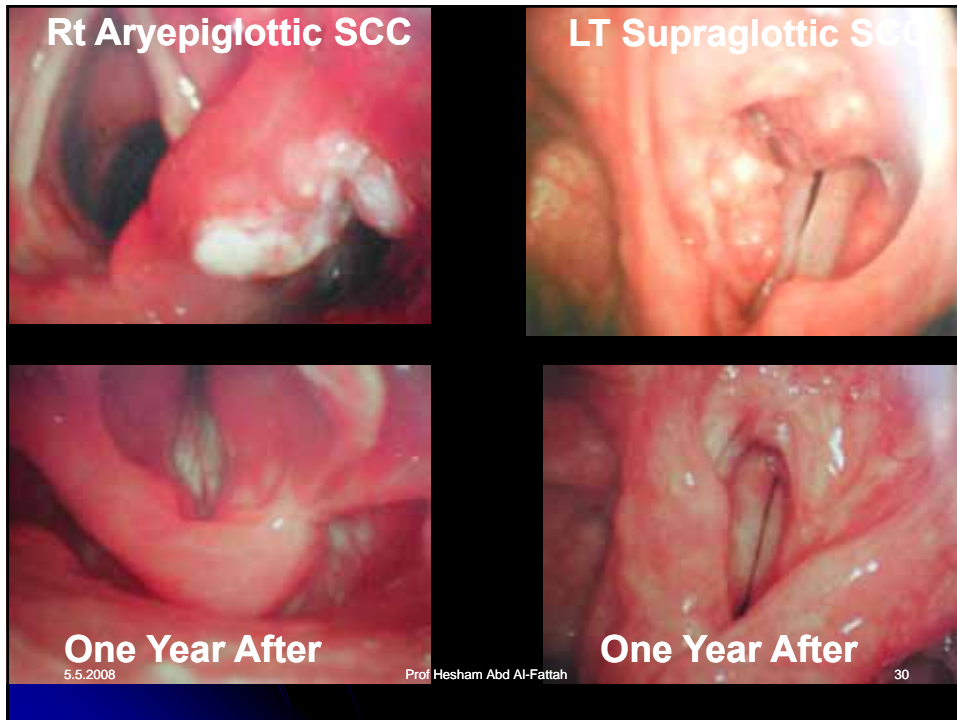 Rt Aryepiglottic SCC
LT Supraglottic SCC
One Year After
One Year After
5.5.2008
Prof Hesham Abd Al-Fattah
30